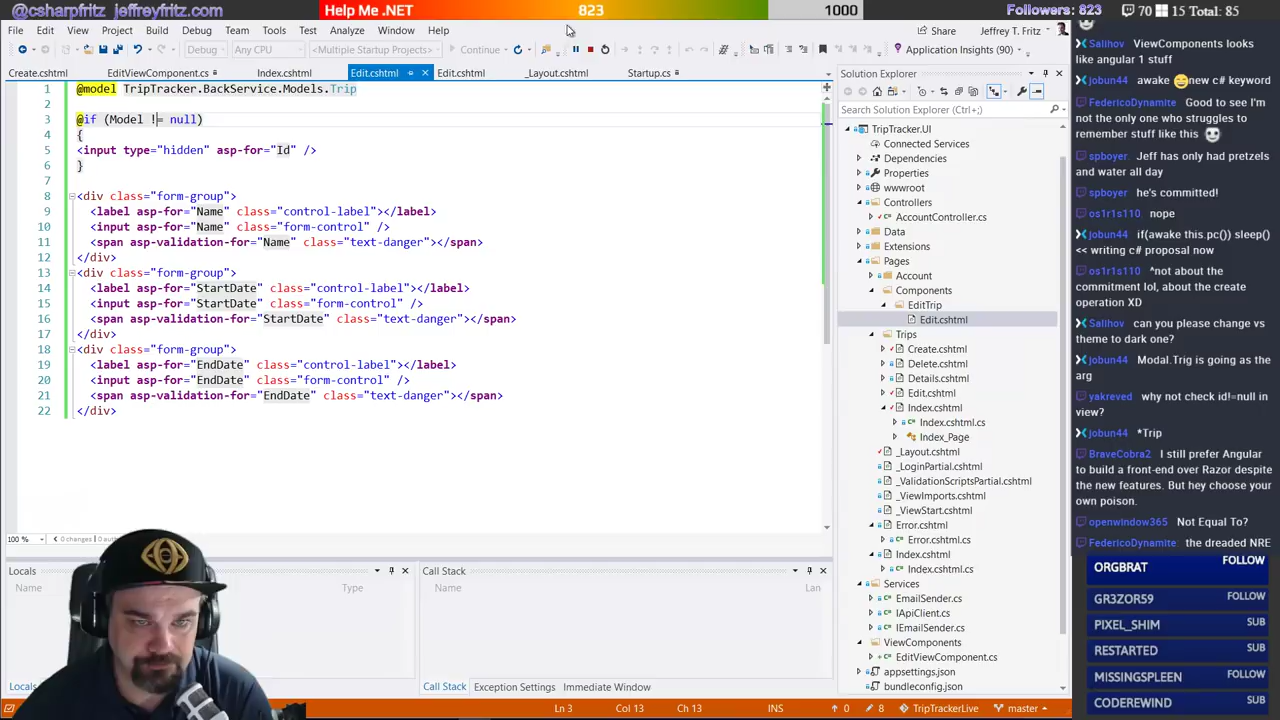 @csharpfritz jeffreyfritz.com
Help Me .NET
823
1000
Followers: 823
70 15 Total: 85
File Edit View Project Build Debug Team Tools Test Analyze Window Help
Share
Jeffrey T. Fritz
Debug Any CPU <Multiple Startup Projects> Continue
Application Insights (90)
Create.cshtml EditViewComponent.cs Index.cshtml Edit.cshtml Edit.cshtml _Layout.cshtml Startup.cs
1 @model TripTracker.BackService.Models.Trip
2
3 @if (Model != null)
4 {
5 <input type="hidden" asp-for="Id" />
6 }
7
8 <div class="form-group">
9 <label asp-for="Name" class="control-label"></label>
10 <input asp-for="Name" class="form-control" />
11 <span asp-validation-for="Name" class="text-danger"></span>
12 </div>
13 <div class="form-group">
14 <label asp-for="StartDate" class="control-label"></label>
15 <input asp-for="StartDate" class="form-control" />
16 <span asp-validation-for="StartDate" class="text-danger"></span>
17 </div>
18 <div class="form-group">
19 <label asp-for="EndDate" class="control-label"></label>
20 <input asp-for="EndDate" class="form-control" />
21 <span asp-validation-for="EndDate" class="text-danger"></span>
22 </div>
100 %
0 changes
Locals
Name Type
Call Stack
Name Lan
Locals
Call Stack Exception Settings Immediate Window
Ln 3 Col 13 Ch 13 INS 0 8 TripTrackerLive master
Solution Explorer
Search Solution Explorer (Ctrl+;)
TripTracker.UI
Connected Services
Dependencies
Properties
wwwroot
Controllers
AccountController.cs
Data
Extensions
Pages
Account
Components
EditTrip
Edit.cshtml
Trips
Create.cshtml
Delete.cshtml
Details.cshtml
Edit.cshtml
Index.cshtml
Index.cshtml.cs
Index_Page
_Layout.cshtml
_LoginPartial.cshtml
_ValidationScriptsPartial.cshtml
_ViewImports.cshtml
_ViewStart.cshtml
Error.cshtml
Error.cshtml.cs
Index.cshtml
Index.cshtml.cs
Services
EmailSender.cs
IApiClient.cs
IEmailSender.cs
ViewComponents
EditViewComponent.cs
appsettings.json
bundleconfig.json
Salihov: ViewComponents looks
like angular 1 stuff
jobun44: awake new c# keyword
FedericoDynamite: Good to see I'm
not the only one who struggles to
remember stuff like this
spboyer: Jeff has only had pretzels
and water all day
spboyer: he's committed!
os1r1s110: nope
jobun44: if(awake this.pc()) sleep()
<< writing c# proposal now
os1r1s110: ^not about the
commitment lol, about the create
operation XD
Salihov: can you please change vs
theme to dark one?
jobun44: Modal.Trig is going as the
arg
yakreved: why not check id!=null in
view?
jobun44: *Trip
BraveCobra2: I still prefer Angular
to build a front-end over Razor despite
the new features. But hey choose your
own poison.
openwindow365: Not Equal To?
FedericoDynamite: the dreaded NRE
ORGBRAT FOLLOW
GR3ZOR59 FOLLOW
PIXEL_SHIM SUB
RESTARTED SUB
MISSINGSPLEEN FOLLOW
CODEREWIND SUB